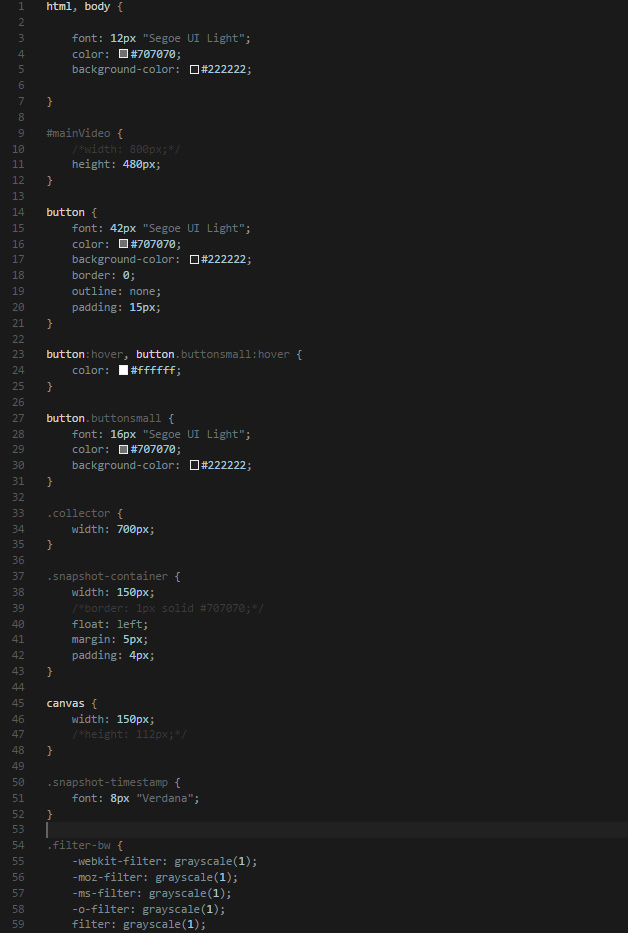 1 html, body {
2
3 font: 12px "Segoe UI Light";
4 color: #707070;
5 background-color: #222222;
6
7 }
8
9 #mainVideo {
10 /*width: 800px;*/
11 height: 480px;
12 }
13
14 button {
15 font: 42px "Segoe UI Light";
16 color: #707070;
17 background-color: #222222;
18 border: 0;
19 outline: none;
20 padding: 15px;
21 }
22
23 button:hover, button.buttonsmall:hover {
24 color: #ffffff;
25 }
26
27 button.buttonsmall {
28 font: 16px "Segoe UI Light";
29 color: #707070;
30 background-color: #222222;
31 }
32
33 .collector {
34 width: 700px;
35 }
36
37 .snapshot-container {
38 width: 150px;
39 /*border: 1px solid #707070;*/
40 float: left;
41 margin: 5px;
42 padding: 4px;
43 }
44
45 canvas {
46 width: 150px;
47 /*height: 112px;*/
48 }
49
50 .snapshot-timestamp {
51 font: 8px "Verdana";
52 }
53
54 .filter-bw {
55 -webkit-filter: grayscale(1);
56 -moz-filter: grayscale(1);
57 -ms-filter: grayscale(1);
58 -o-filter: grayscale(1);
59 filter: grayscale(1);